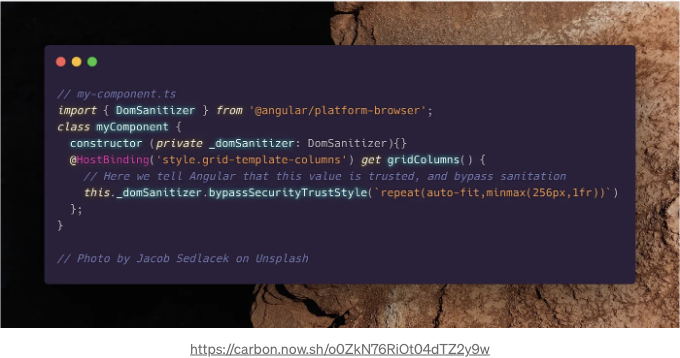 // my-component.ts
import { DomSanitizer } from '@angular/platform-browser';
class myComponent {
constructor (private _domSanitizer: DomSanitizer){}
@HostBinding('style.grid-template-columns') get gridColumns() {
// Here we tell Angular that this value is trusted, and bypass sanitation
this._domSanitizer.bypassSecurityTrustStyle(`repeat(auto-fit,minmax(256px,1fr))`)
};
}
// Photo by Jacob Sedlacek on Unsplash
https://carbon.now.sh/o0ZkN76RiOt04dTZ2y9w